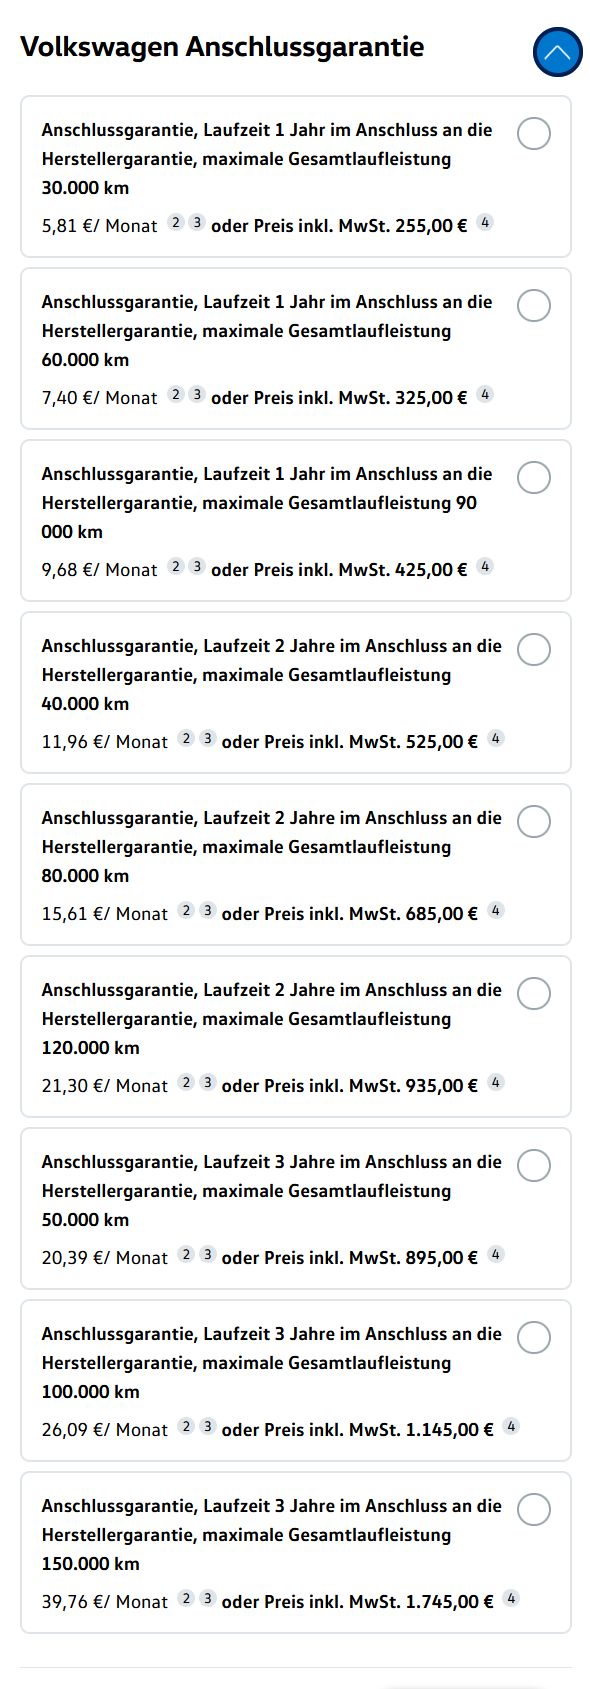 Volkswagen Anschlussgarantie
Anschlussgarantie, Laufzeit 1 Jahr im Anschluss an die
Herstellergarantie, maximale Gesamtlaufleistung
30.000 km
5,81 €/ Monat 2 3 oder Preis inkl. MwSt. 255,00 € 4
Anschlussgarantie, Laufzeit 1 Jahr im Anschluss an die
Herstellergarantie, maximale Gesamtlaufleistung
60.000 km
7,40 €/ Monat 2 3 oder Preis inkl. MwSt. 325,00 € 4
Anschlussgarantie, Laufzeit 1 Jahr im Anschluss an die
Herstellergarantie, maximale Gesamtlaufleistung 90
000 km
9,68 €/ Monat 2 3 oder Preis inkl. MwSt. 425,00 € 4
Anschlussgarantie, Laufzeit 2 Jahre im Anschluss an die
Herstellergarantie, maximale Gesamtlaufleistung
40.000 km
11,96 €/ Monat 2 3 oder Preis inkl. MwSt. 525,00 € 4
Anschlussgarantie, Laufzeit 2 Jahre im Anschluss an die
Herstellergarantie, maximale Gesamtlaufleistung
80.000 km
15,61 €/ Monat 2 3 oder Preis inkl. MwSt. 685,00 € 4
Anschlussgarantie, Laufzeit 2 Jahre im Anschluss an die
Herstellergarantie, maximale Gesamtlaufleistung
120.000 km
21,30 €/ Monat 2 3 oder Preis inkl. MwSt. 935,00 € 4
Anschlussgarantie, Laufzeit 3 Jahre im Anschluss an die
Herstellergarantie, maximale Gesamtlaufleistung
50.000 km
20,39 €/ Monat 2 3 oder Preis inkl. MwSt. 895,00 € 4
Anschlussgarantie, Laufzeit 3 Jahre im Anschluss an die
Herstellergarantie, maximale Gesamtlaufleistung
100.000 km
26,09 €/ Monat 2 3 oder Preis inkl. MwSt. 1.145,00 € 4
Anschlussgarantie, Laufzeit 3 Jahre im Anschluss an die
Herstellergarantie, maximale Gesamtlaufleistung
150.000 km
39,76 €/ Monat 2 3 oder Preis inkl. MwSt. 1.745,00 € 4